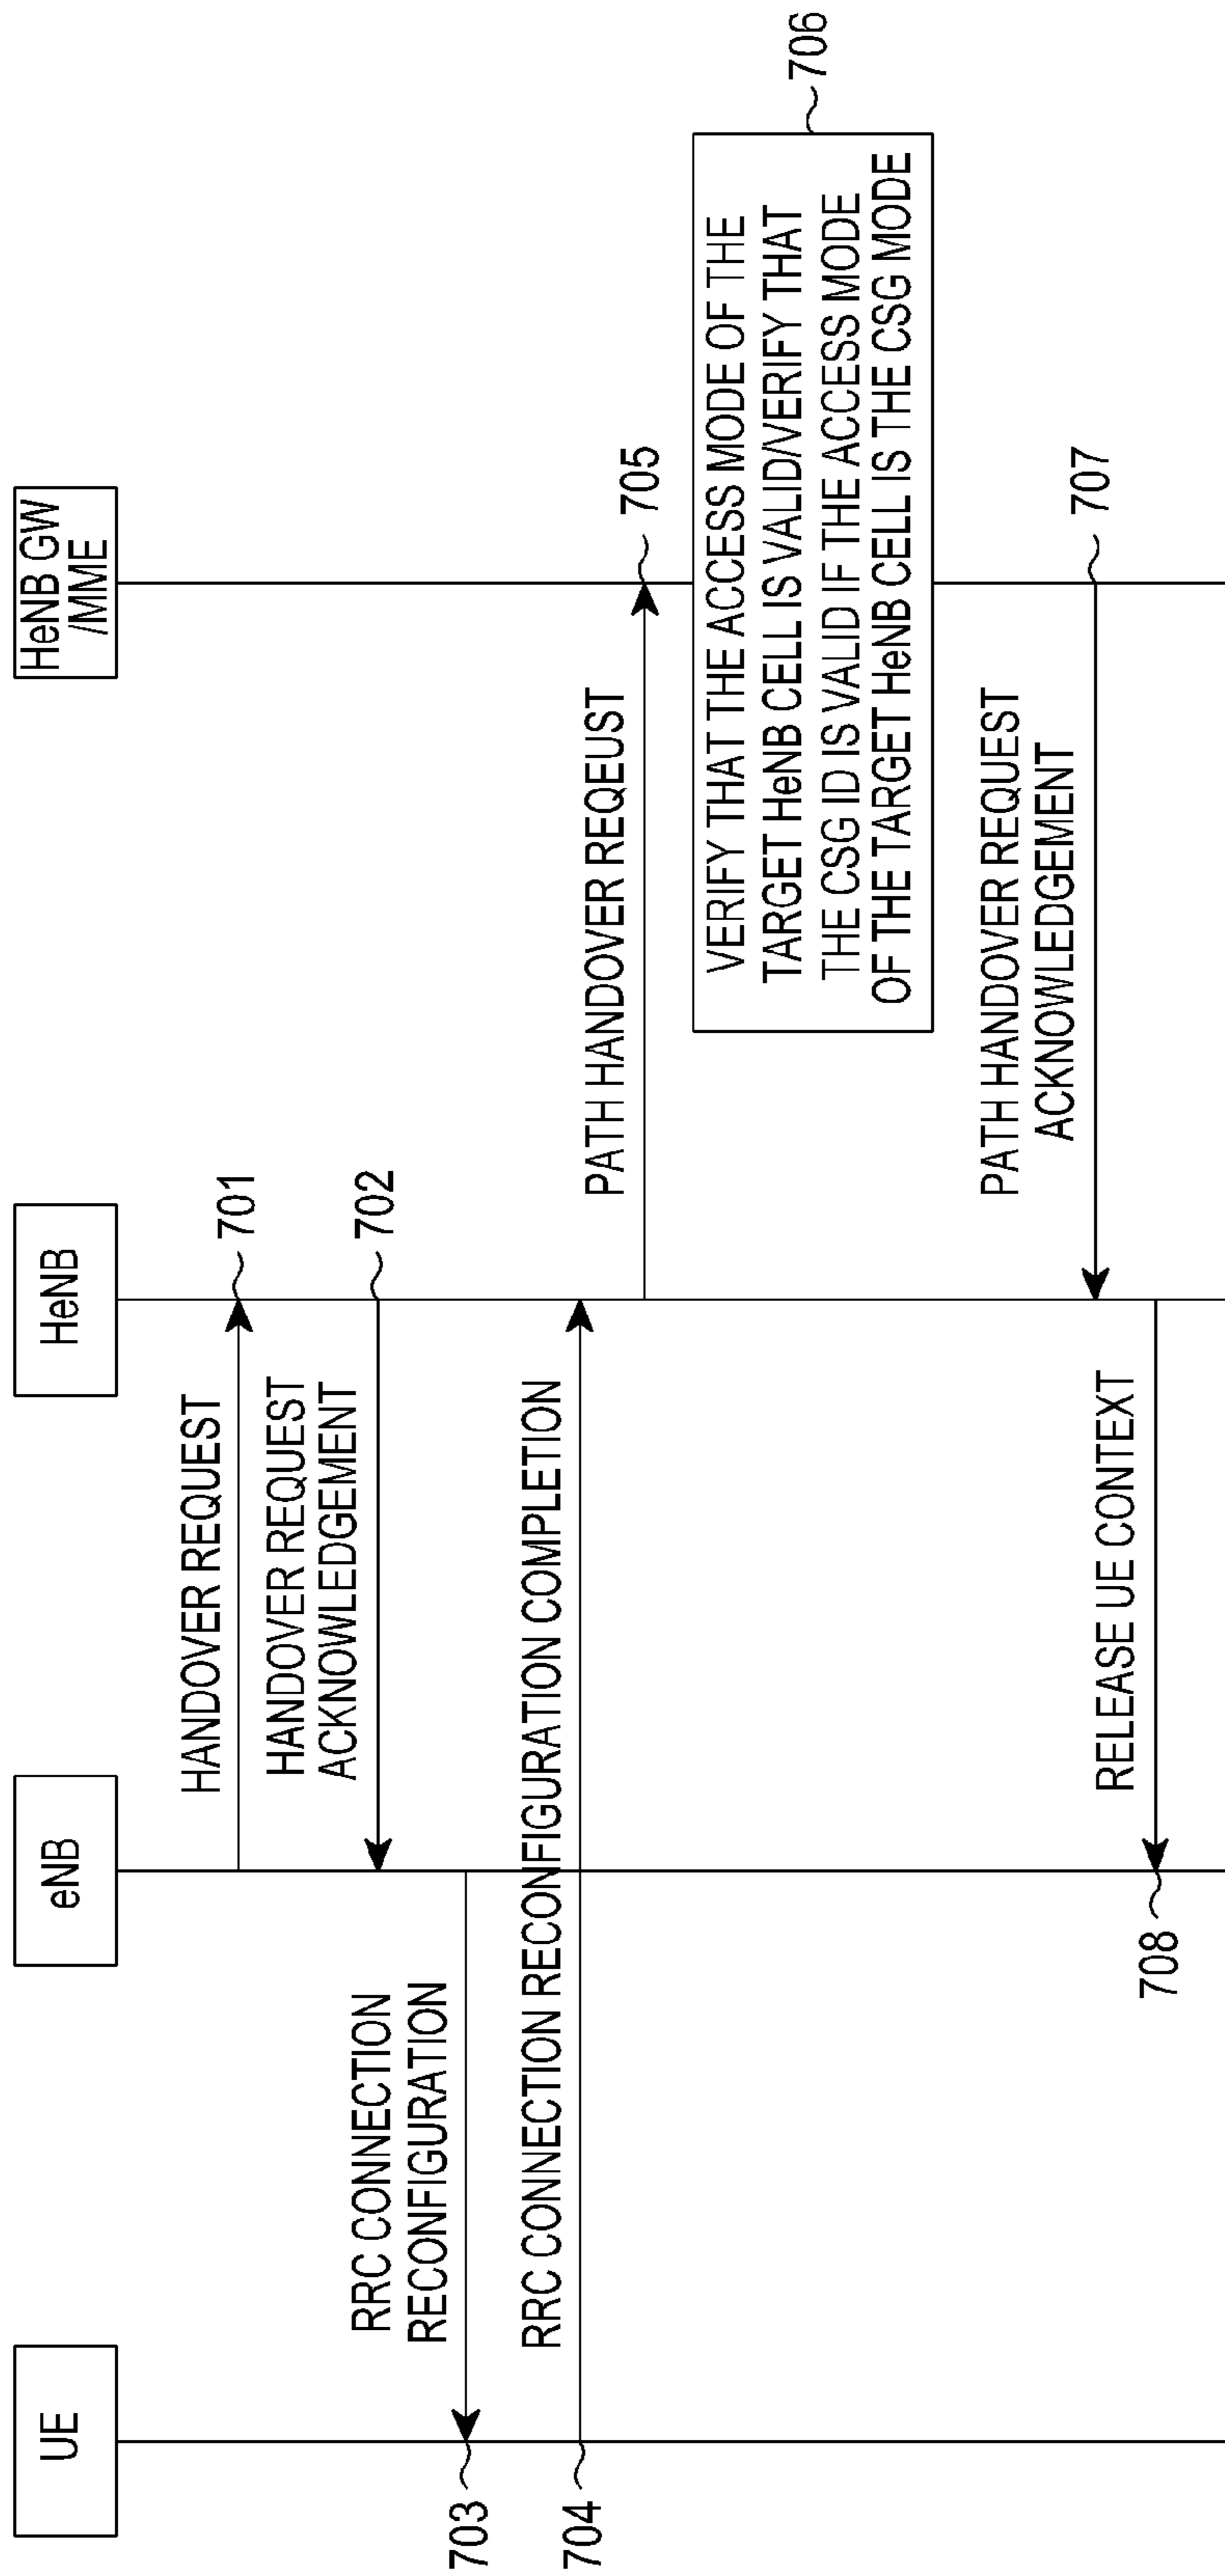 UE
eNB
HeNB
HeNB GW
/MME
HANDOVER REQUEST
701
HANDOVER REQUEST
ACKNOWLEDGEMENT
702
RRC CONNECTION
RECONFIGURATION
703
RRC CONNECTION RECONFIGURATION COMPLETION
704
PATH HANDOVER REQEUST
705
VERIFY THAT THE ACCESS MODE OF THE
TARGET HeNB CELL IS VALID/VERIFY THAT
THE CSG ID IS VALID IF THE ACCESS MODE
OF THE TARGET HeNB CELL IS THE CSG MODE
706
PATH HANDOVER REQUEST
ACKNOWLEDGEMENT
707
RELEASE UE CONTEXT
708